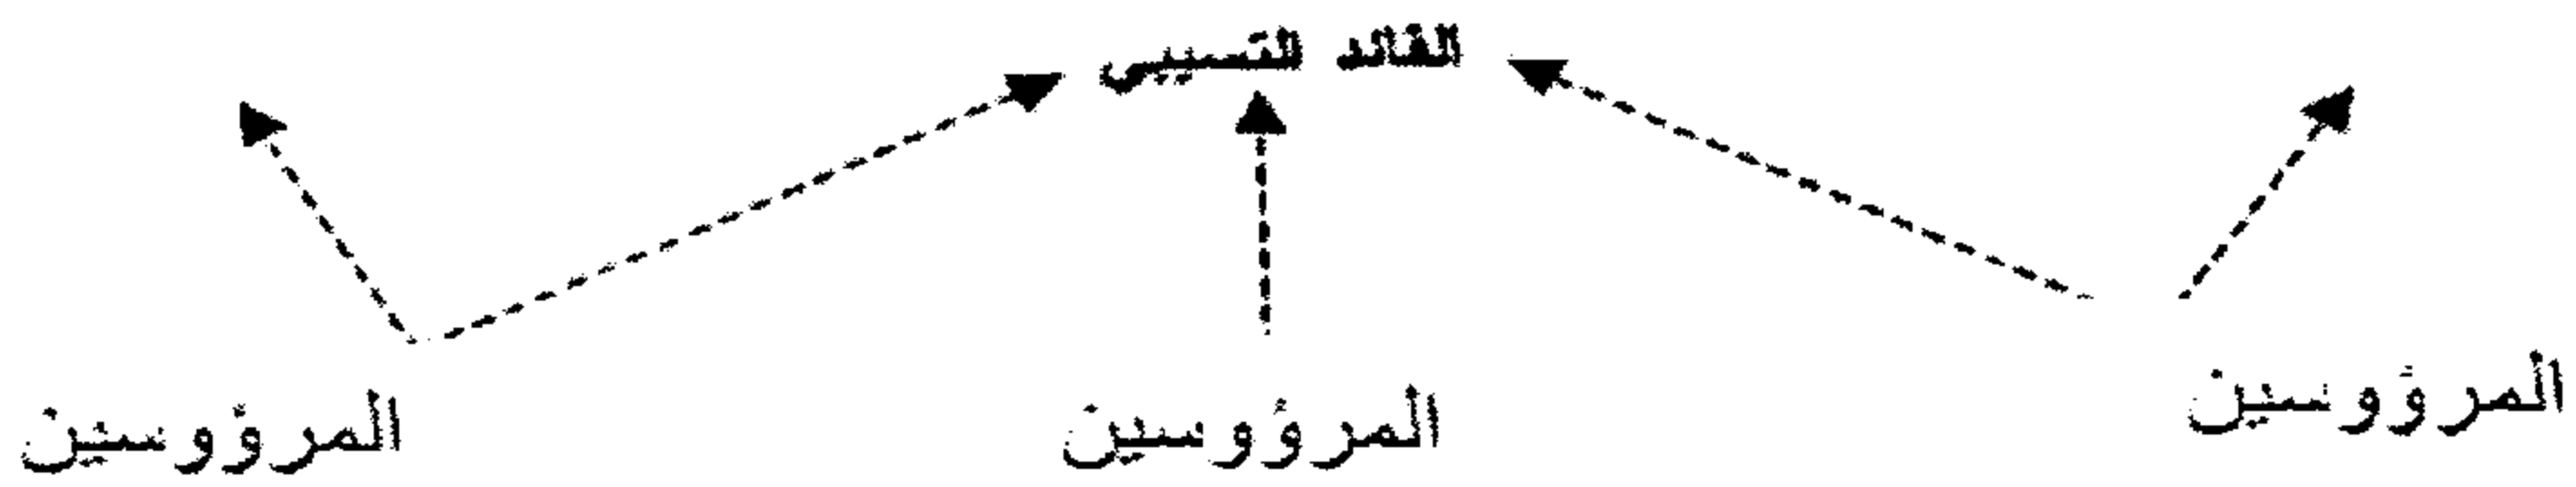 القائد التسيبي
المرؤوسين
المرؤوسين
المرؤوسين